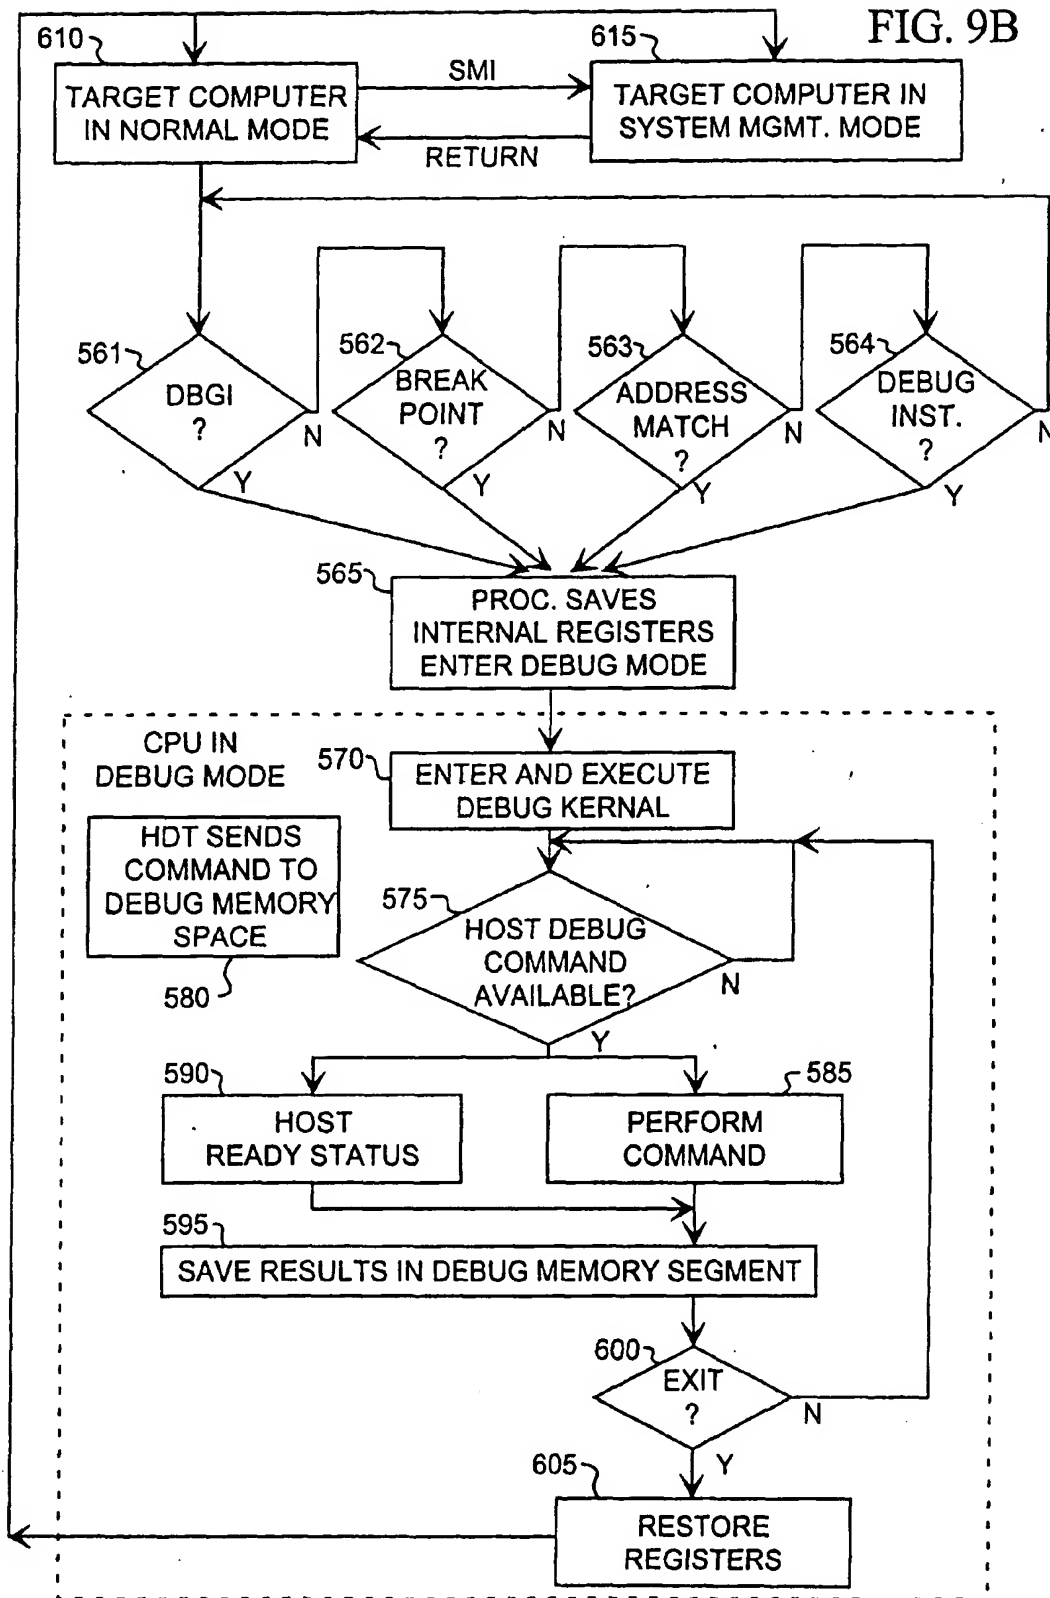 FIG. 9B
610
615
TARGET COMPUTER
IN NORMAL MODE
SMI
RETURN
TARGET COMPUTER IN
SYSTEM MGMT. MODE
561
DBGI
?
N
Y
562
BREAK
POINT
?
N
Y
563
ADDRESS
MATCH
?
N
Y
564
DEBUG
INST.
?
N
Y
565
PROC. SAVES
INTERNAL REGISTERS
ENTER DEBUG MODE
CPU IN
DEBUG MODE
570
ENTER AND EXECUTE
DEBUG KERNAL
HDT SENDS
COMMAND TO
DEBUG MEMORY
SPACE
580
575
HOST DEBUG
COMMAND
AVAILABLE?
N
Y
590
HOST
READY STATUS
585
PERFORM
COMMAND
595
SAVE RESULTS IN DEBUG MEMORY SEGMENT
600
EXIT
?
N
Y
605
RESTORE
REGISTERS